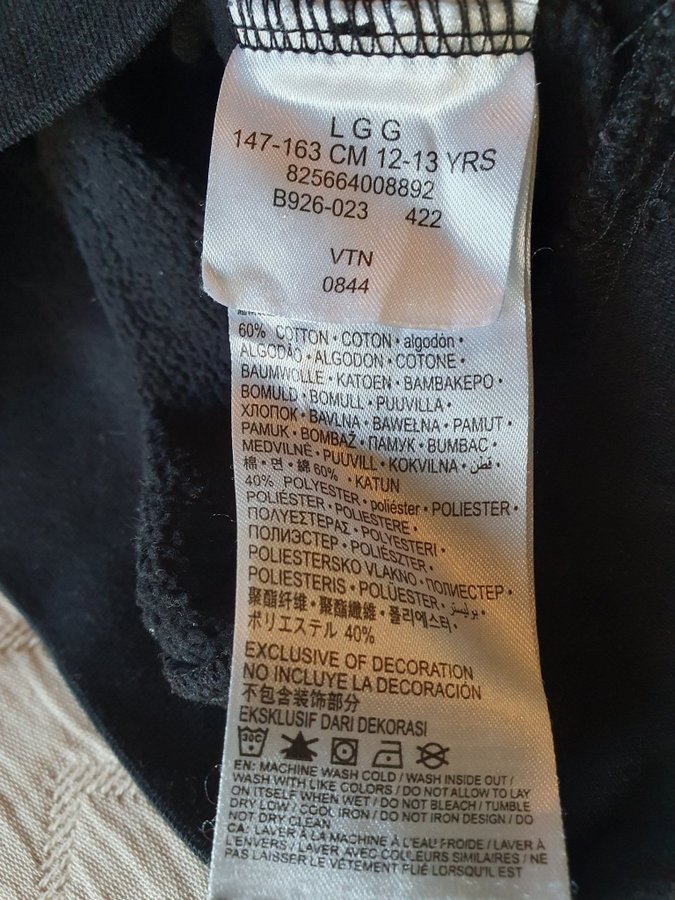 L G G
147-163 CM 12-13 YRS
825664008892
B926-023 422
VTN
0844
60% COTTON • COTON • algodón •
ALGODÃO • ALGODON • COTONE •
BAUMWOLLE • KATOEN • ΒΑΜΒΑΚΕΡΟ •
BOMULD • BOMULL • PUUVILLA •
ХЛОПОК • BAVLNA • BAWEŁNA • PAMUT •
PAMUK • BOMBAŽ • ПАМУК • BUMBAC •
MEDVILNĖ • PUUVILL • KOKVILNA • قطن •
棉 • 면 • 綿 60% • KATUN
40% POLYESTER • poliéster • POLIESTER •
POLIÉSTER • POLIESTERE •
ΠΟΛΥΕΣΤΕΡΑΣ • POLYESTERI •
ПОЛИЭСТЕР • POLIÉSZTER •
POLIESTERSKO VLAKNO • ПОЛИЕСТЕР •
POLIESTERIS • POLÜESTER • بوليستر •
聚酯纤维 • 聚酯纖維 • 폴리에스터 •
ポリエステル 40%
EXCLUSIVE OF DECORATION
NO INCLUYE LA DECORACIÓN
不包含装饰部分
EKSKLUSIF DARI DEKORASI
30C
EN: MACHINE WASH COLD / WASH INSIDE OUT /
WASH WITH LIKE COLORS / DO NOT ALLOW TO LAY
ON ITSELF WHEN WET / DO NOT BLEACH / TUMBLE
DRY LOW / COOL IRON / DO NOT IRON DESIGN / DO
NOT DRY CLEAN
CA: LAVER À LA MACHINE À L'EAU FROIDE / LAVER À
L'ENVERS / LAVER AVEC COULEURS SIMILAIRES / NE
PAS LAISSER LE VÊTEMENT PLIÉ LORSQU'IL EST